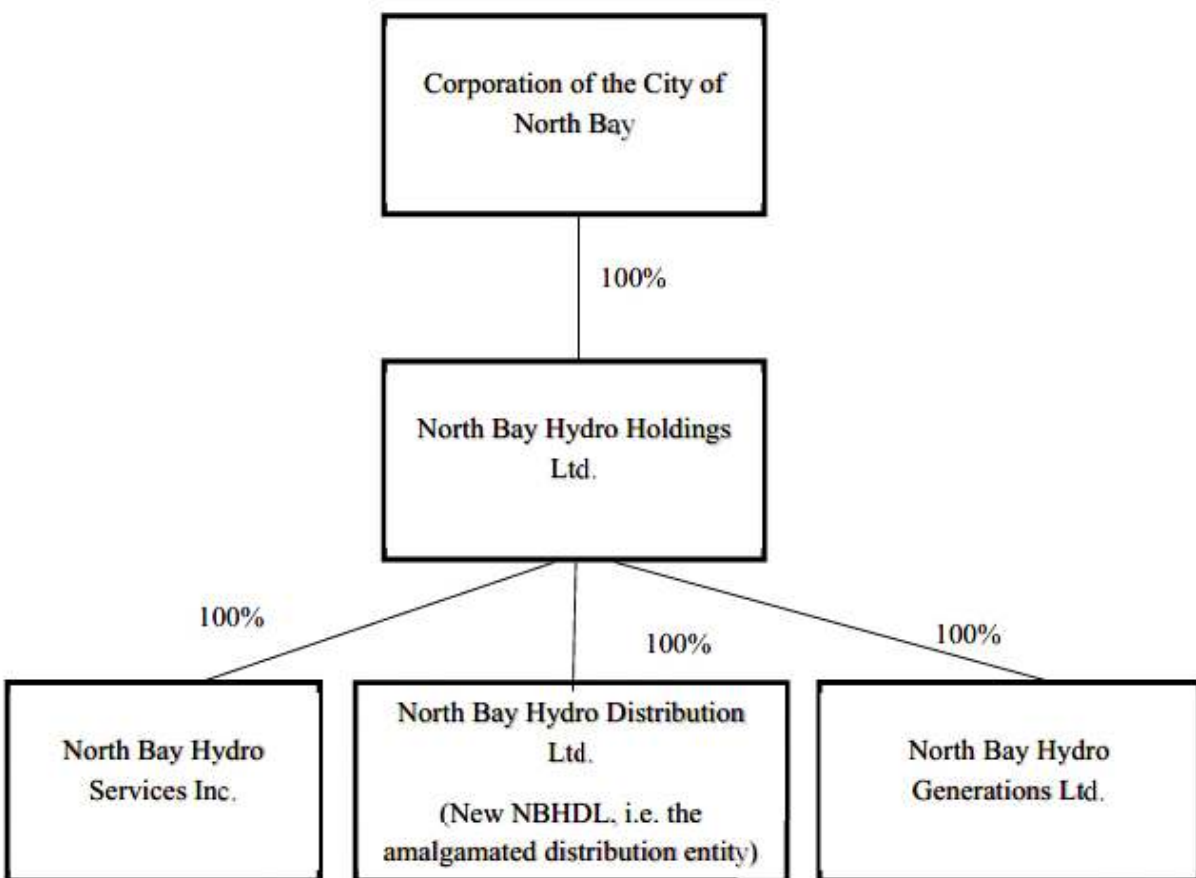 Corporation of the City of
North Bay
100%
North Bay Hydro Holdings
Ltd.
100%
100%
100%
North Bay Hydro
Services Inc.
North Bay Hydro Distribution
Ltd.
(New NBHDL, i.e. the
amalgamated distribution entity)
North Bay Hydro
Generations Ltd.